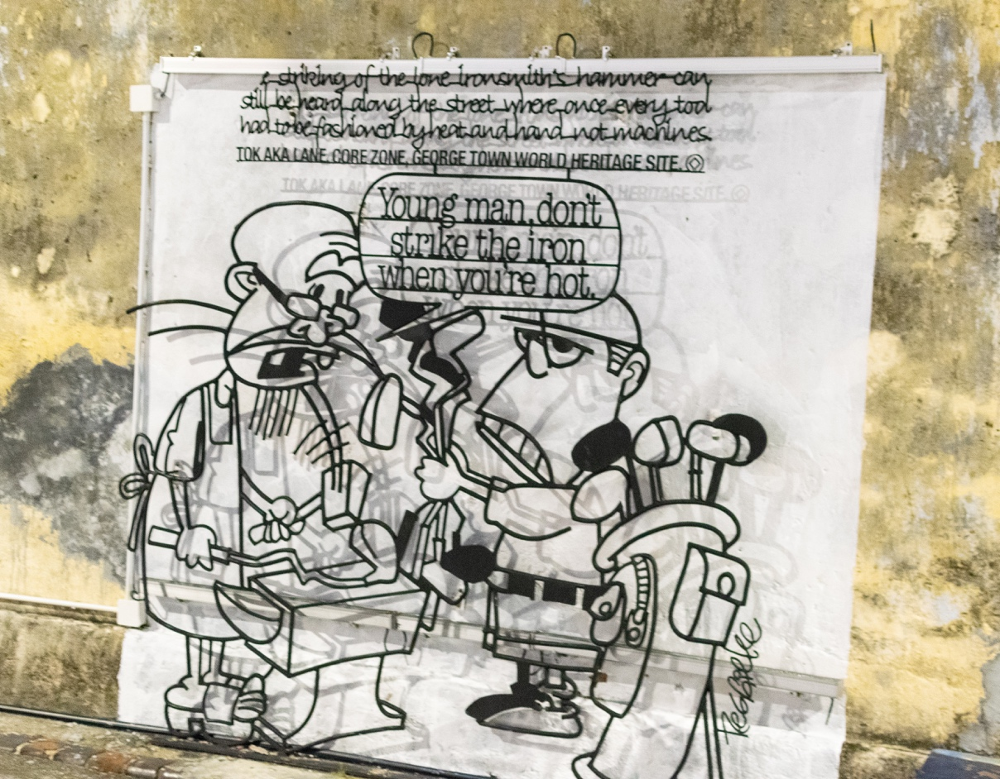 e striking of the lone ironsmith's hammer can
still be heard along the street where once every tool
had to be fashioned by heat and hand not machines.
TOK AKA LANE, CORE ZONE, GEORGE TOWN WORLD HERITAGE SITE.
Young man, don't
strike the iron
when you're hot.
Reggie Lee